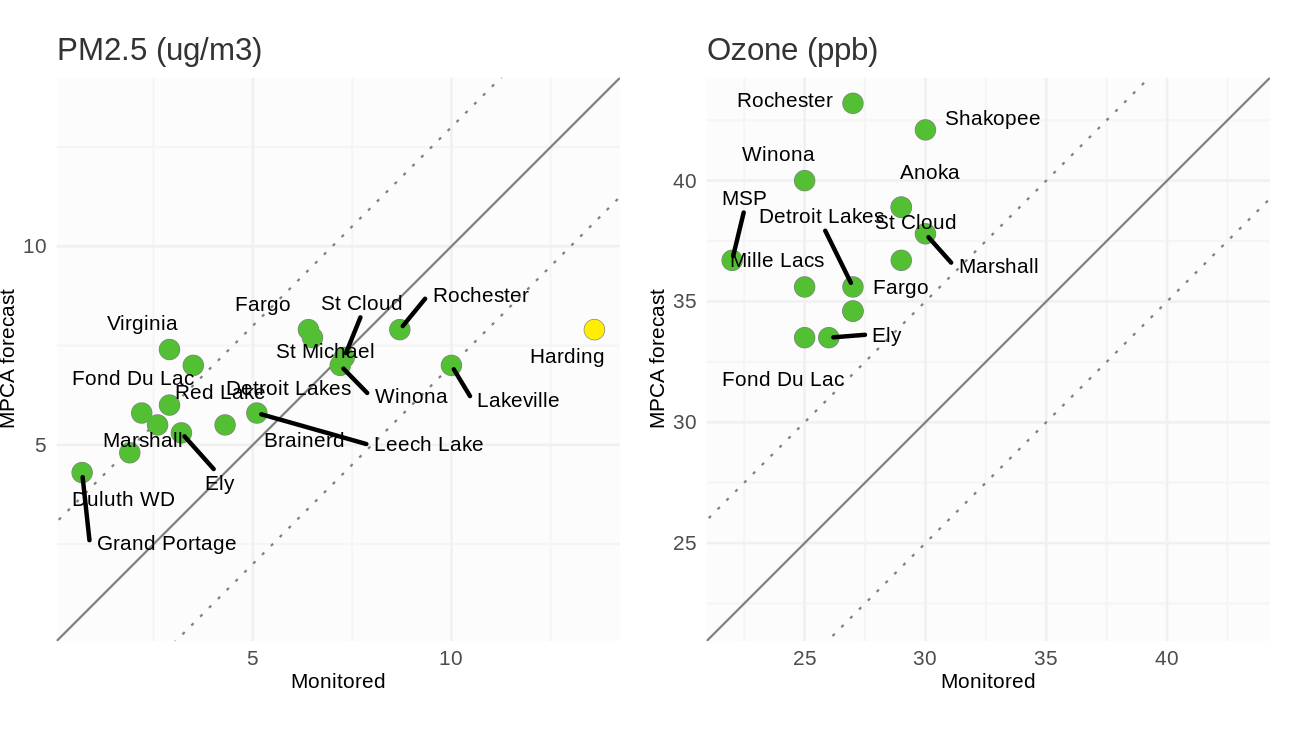 PM2.5 (ug/m3)
MPCA forecast
10
5
Fargo
St Cloud
Rochester
Virginia
St Michael
Harding
Fond Du Lac
Red Lake
Detroit Lakes
Winona
Lakeville
Marshall
Brainerd
Leech Lake
Ely
Duluth WD
Grand Portage
5
10
Monitored
Ozone (ppb)
MPCA forecast
40
35
30
25
Rochester
Shakopee
Winona
Anoka
MSP
Detroit Lakes
St Cloud
Mille Lacs
Marshall
Fargo
Ely
Fond Du Lac
25
30
35
40
Monitored